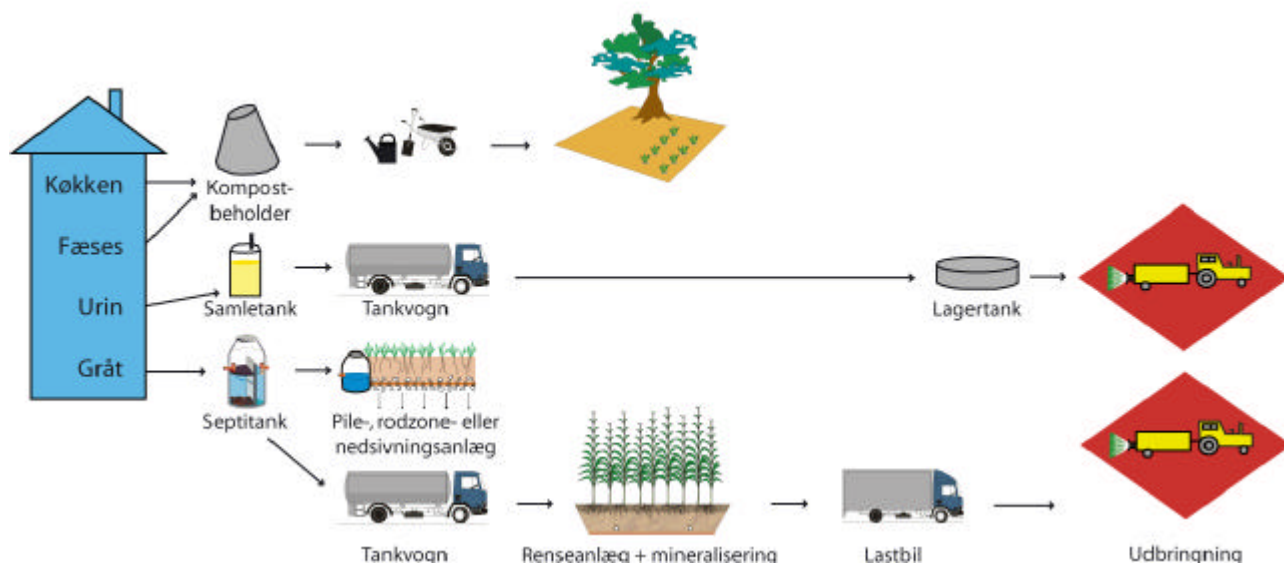 Køkken
Kompost-
beholder
Fæses
Urin
Samletank
Tankvogn
Lagertank
Gråt
Septitank
Pile-, rodzone- eller
nedsivningsanlæg
Tankvogn
Renseanlæg + mineralisering
Lastbil
Udbringning